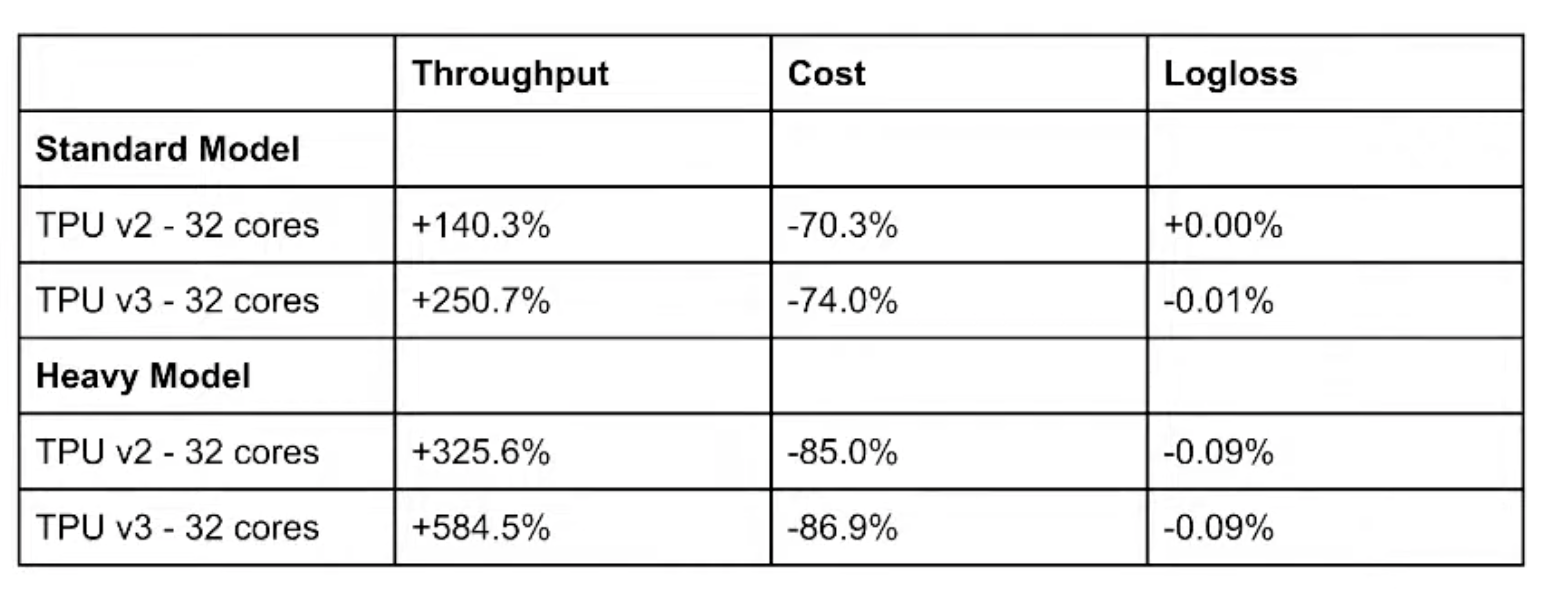 Throughput Cost Logloss
Standard Model
TPU v2 - 32 cores +140.3% -70.3% +0.00%
TPU v3 - 32 cores +250.7% -74.0% -0.01%
Heavy Model
TPU v2 - 32 cores +325.6% -85.0% -0.09%
TPU v3 - 32 cores +584.5% -86.9% -0.09%